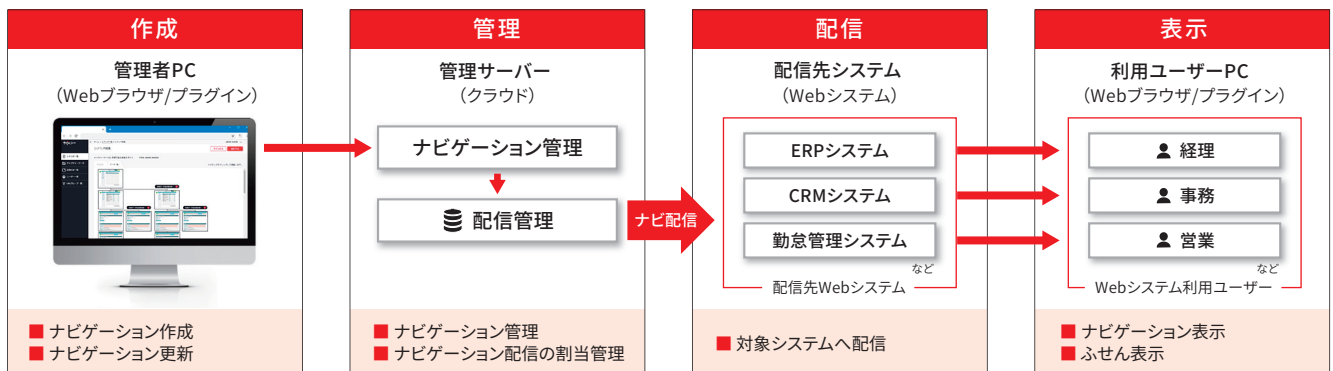 作成
管理者PC
（Webブラウザ/プラグイン）
ナビゲーション作成
ナビゲーション更新
管理
管理サーバー
（クラウド）
ナビゲーション管理
配信管理
ナビゲーション管理
ナビゲーション配信の割当管理
ナビ配信
配信
配信先システム
（Webシステム）
ERPシステム
CRMシステム
勤怠管理システム
など
配信先Webシステム
対象システムへ配信
表示
利用ユーザーPC
（Webブラウザ/プラグイン）
経理
事務
営業
など
Webシステム利用ユーザー
ナビゲーション表示
ふせん表示